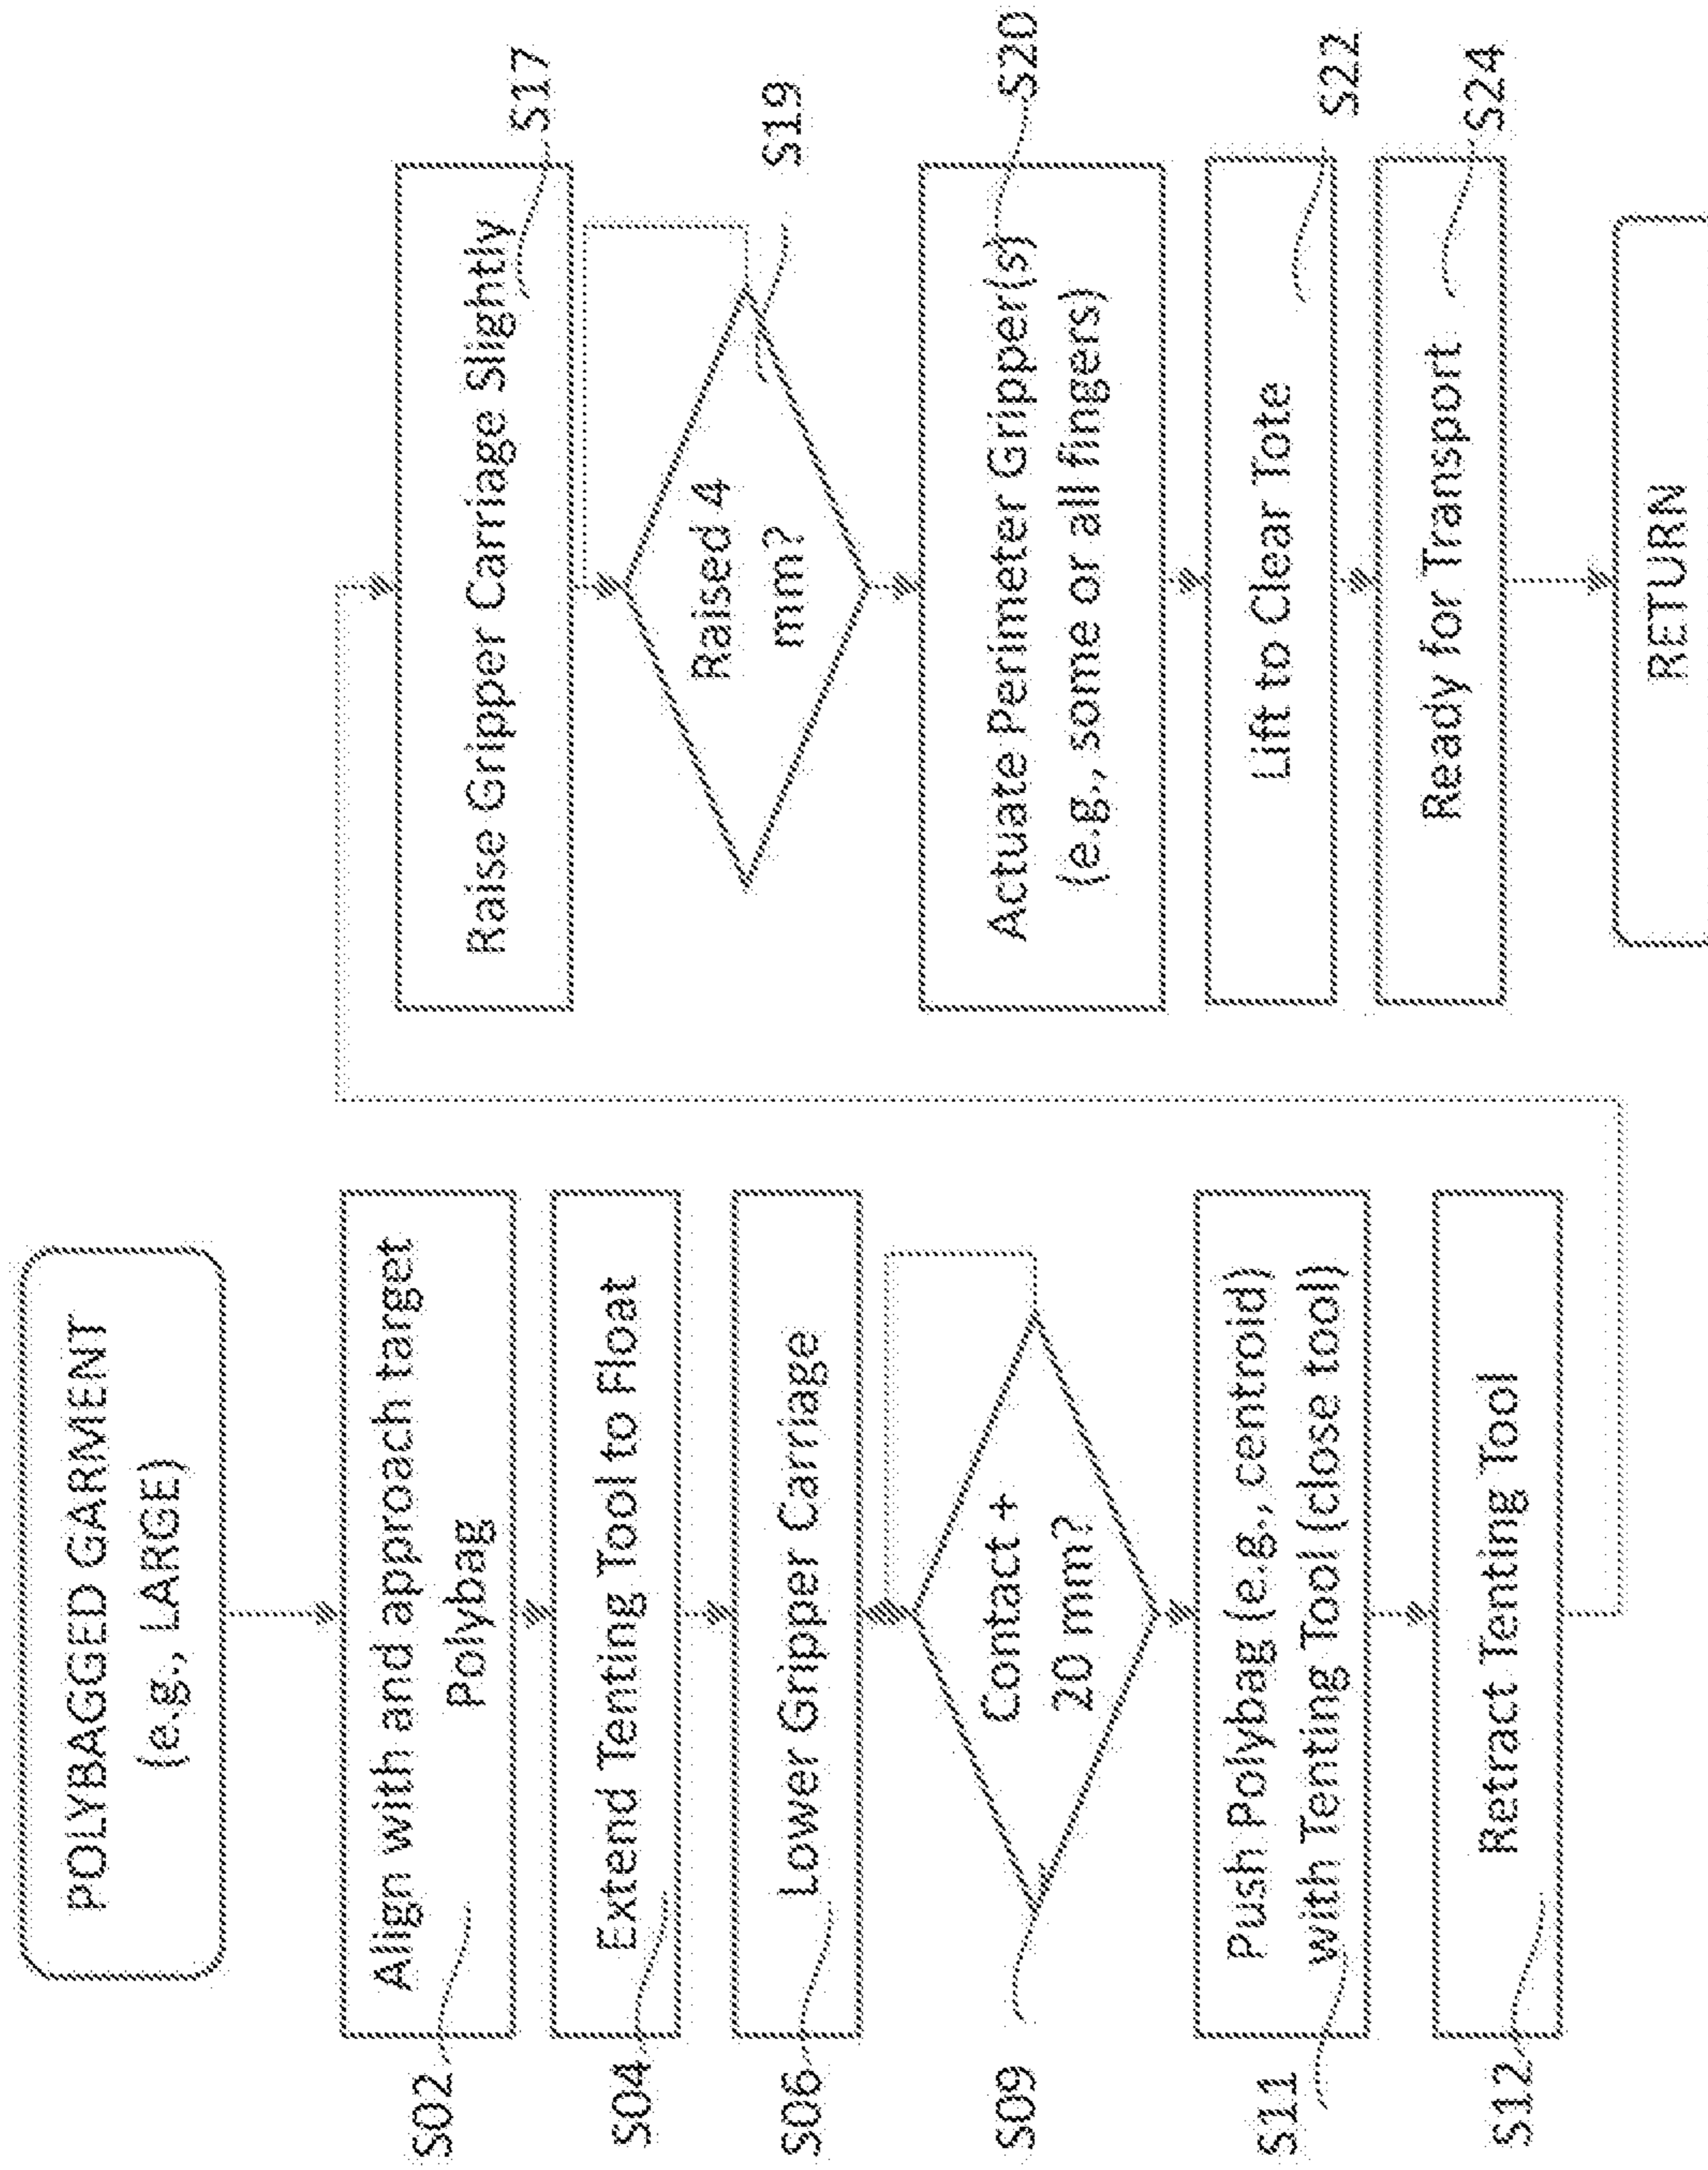 POLYBAGGED GARMENT
(e.g., LARGE)
S02
Align with and approach target
Polybag
S04
Extend Tenting Tool to Float
S06
Lower Gripper Carriage
S09
Contact +
20 mm?
S11
Push Polybag (e.g., centroid)
with Tenting Tool (close tool)
S12
Retract Tenting Tool
Raise Gripper Carriage Slightly
S17
Raised 4
mm?
S19
Actuate Perimeter Gripper(s)
(e.g., some or all fingers)
S20
Lift to Clear Tote
S22
Ready for Transport
S24
RETURN